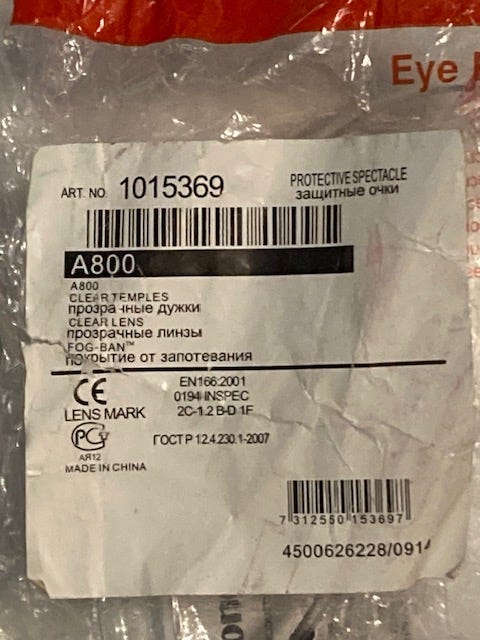 Eye
ART. NO. 1015369
PROTECTIVE SPECTACLE
защитные очки
A800
A800
CLEAR TEMPLES
прозрачные дужки
CLEAR LENS
прозрачные линзы
FOG-BAN™
покрытие от запотевания
CE
EN166:2001
0194 INSPEC
LENS MARK 2C-1.2 B-D 1F
РСТ
АЯ12
ГОСТ Р 12.4.230.1-2007
MADE IN CHINA
7 312550 153697
4500626228/0914